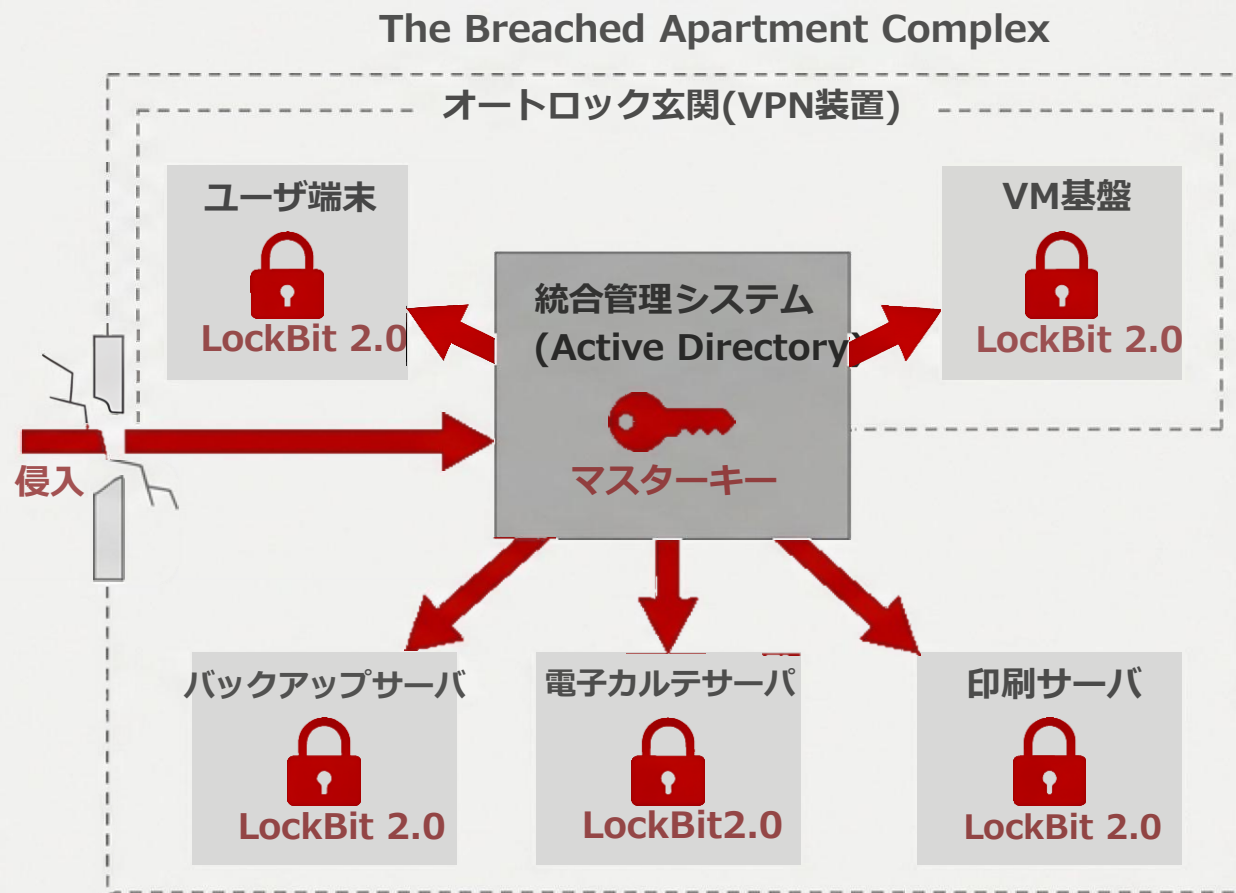 The Breached Apartment Complex
オートロック玄関(VPN装置)
ユーザ端末
LockBit 2.0
VM基盤
LockBit 2.0
統合管理システム
(Active Directory)
マスターキー
侵入
バックアップサーバ
LockBit 2.0
電子カルテサーパ
LockBit2.0
印刷サーバ
LockBit 2.0